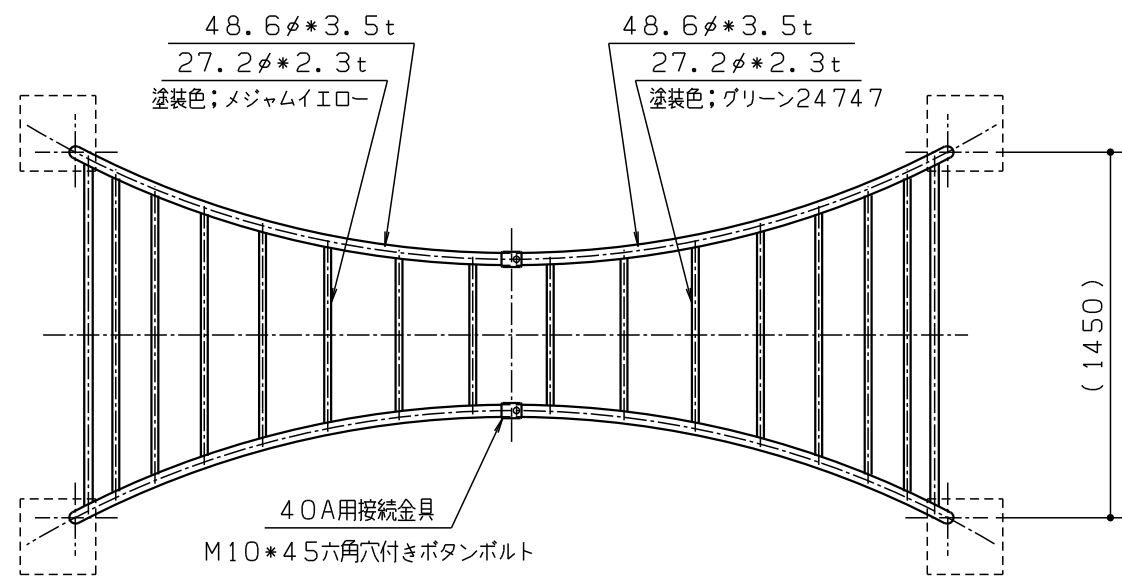 48.6φ*3.5t
27.2φ*2.3t
塗装色；メジャムイエロー
48.6φ*3.5t
27.2φ*2.3t
塗装色；グリーン24747
(1450)
40A用接続金具
M10*45六角穴付きボタンボルト